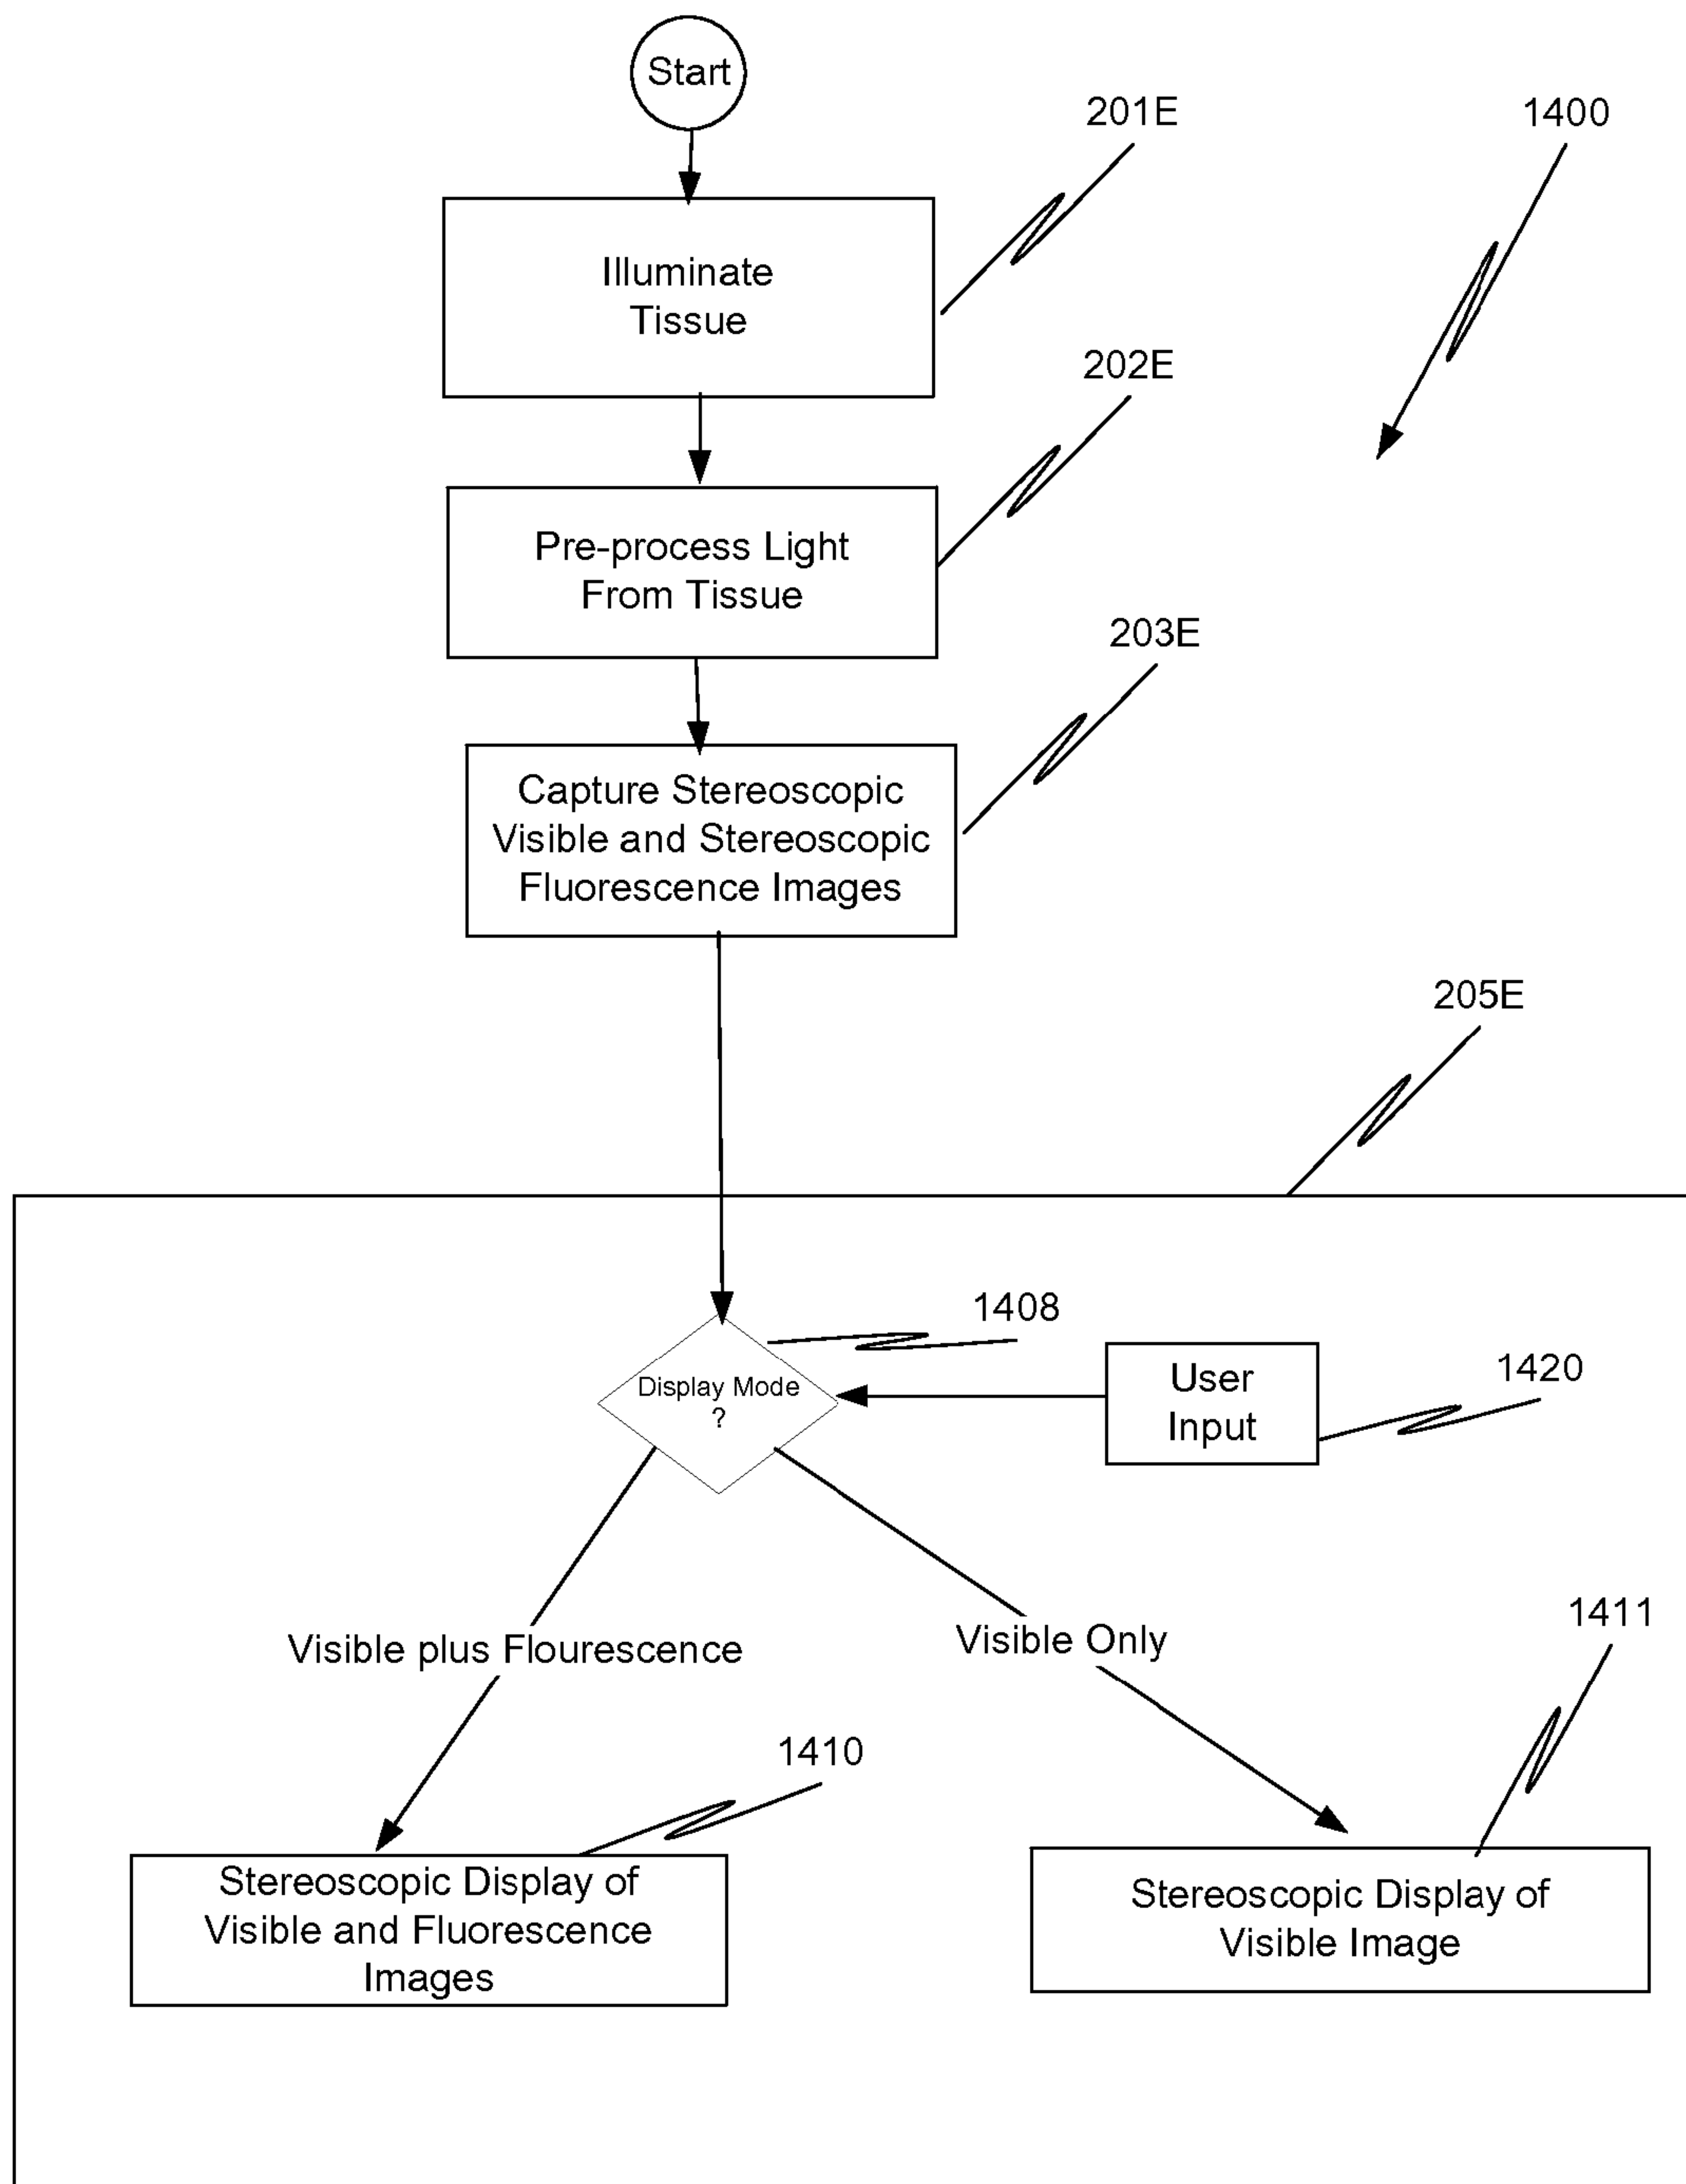 Start
201E
1400
Illuminate
Tissue
202E
Pre-process Light
From Tissue
203E
Capture Stereoscopic
Visible and Stereoscopic
Fluorescence Images
205E
1408
Display Mode
?
User
Input
1420
Visible plus Flourescence
Visible Only
1411
1410
Stereoscopic Display of
Visible and Fluorescence
Images
Stereoscopic Display of
Visible Image